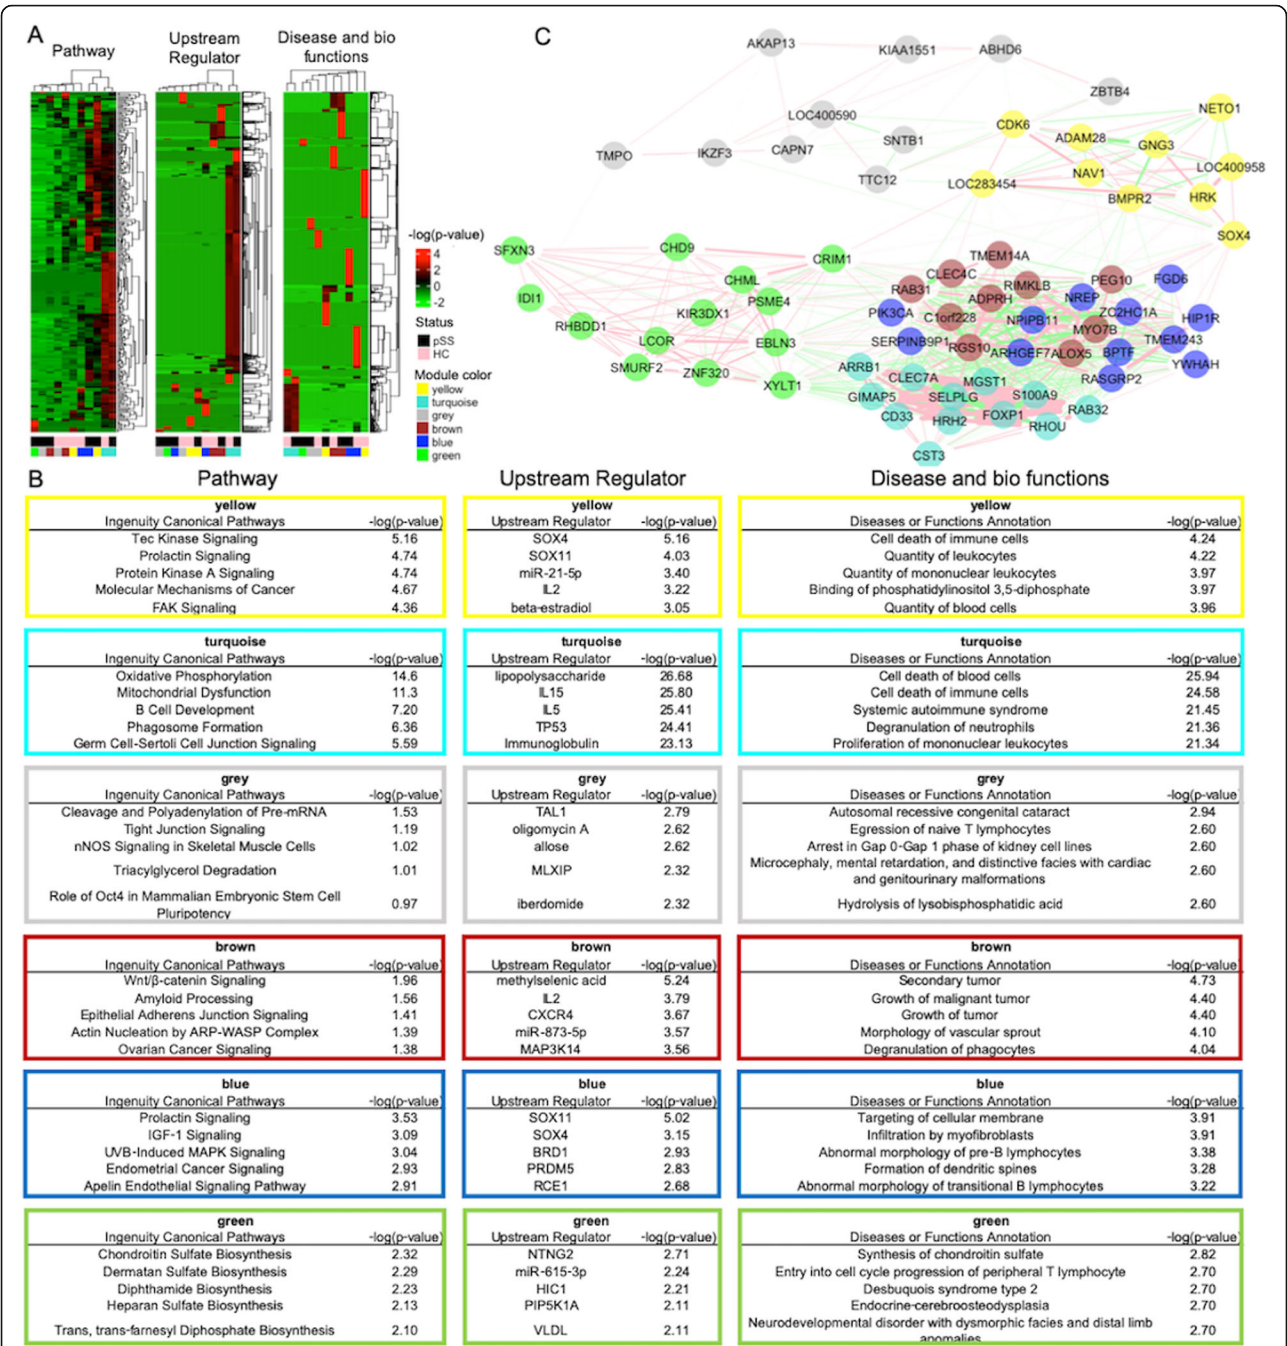 A
Pathway
Upstream
Regulator
Disease and bio
functions
-log(p-value)
4
2
0
-2
Status
pSS
HC
Module color
yellow
turquoise
grey
brown
blue
green
C
AKAP13
KIAA1551
ABHD6
ZBTB4
LOC400590
SNTB1
CAPN7
IKZF3
TMPO
TTC12
NETO1
CDK6
ADAM28
GNG3
NAV1
LOC400958
LOC283454
BMPR2
HRK
SOX4
SFXN3
CHD9
CRIM1
CHML
IDI1
PSME4
KIR3DX1
RHBDD1
LCOR
EBLN3
SMURF2
ZNF320
XYLT1
TMEM14A
CLEC4C
RAB31
RIMKLB
PEG10
FGD6
ADPRH
NREP
PIK3CA
C1orf228
NPIPB11
ZC2HC1A
HIP1R
MYO7B
SERPINB9P1
RGS10
ARHGEF7
ALOX5
BPTF
TMEM243
YWHAH
RASGRP2
ARRB1
CLEC7A
MGST1
GIMAP5
SELPLG
S100A9
CD33
HRH2
FOXP1
RAB32
RHOU
CST3
B
Pathway
Upstream Regulator
Disease and bio functions
yellow
Ingenuity Canonical Pathways -log(p-value)
Tec Kinase Signaling 5.16
Prolactin Signaling 4.74
Protein Kinase A Signaling 4.74
Molecular Mechanisms of Cancer 4.67
FAK Signaling 4.36
yellow
Upstream Regulator -log(p-value)
SOX4 5.16
SOX11 4.03
miR-21-5p 3.40
IL2 3.22
beta-estradiol 3.05
yellow
Diseases or Functions Annotation -log(p-value)
Cell death of immune cells 4.24
Quantity of leukocytes 4.22
Quantity of mononuclear leukocytes 3.97
Binding of phosphatidylinositol 3,5-diphosphate 3.97
Quantity of blood cells 3.96
turquoise
Ingenuity Canonical Pathways -log(p-value)
Oxidative Phosphorylation 14.6
Mitochondrial Dysfunction 11.3
B Cell Development 7.20
Phagosome Formation 6.36
Germ Cell-Sertoli Cell Junction Signaling 5.59
turquoise
Upstream Regulator -log(p-value)
lipopolysaccharide 26.68
IL15 25.80
IL5 25.41
TP53 24.41
Immunoglobulin 23.13
turquoise
Diseases or Functions Annotation -log(p-value)
Cell death of blood cells 25.94
Cell death of immune cells 24.58
Systemic autoimmune syndrome 21.45
Degranulation of neutrophils 21.36
Proliferation of mononuclear leukocytes 21.34
grey
Ingenuity Canonical Pathways -log(p-value)
Cleavage and Polyadenylation of Pre-mRNA 1.53
Tight Junction Signaling 1.19
nNOS Signaling in Skeletal Muscle Cells 1.02
Triacylglycerol Degradation 1.01
Role of Oct4 in Mammalian Embryonic Stem Cell
Pluripotency 0.97
grey
Upstream Regulator -log(p-value)
TAL1 2.79
oligomycin A 2.62
allose 2.62
MLXIP 2.32
iberdomide 2.32
grey
Diseases or Functions Annotation -log(p-value)
Autosomal recessive congenital cataract 2.94
Egression of naive T lymphocytes 2.60
Arrest in Gap 0-Gap 1 phase of kidney cell lines 2.60
Microcephaly, mental retardation, and distinctive facies with cardiac
and genitourinary malformations 2.60
Hydrolysis of lysobisphosphatidic acid 2.60
brown
Ingenuity Canonical Pathways -log(p-value)
Wnt/β-catenin Signaling 1.96
Amyloid Processing 1.56
Epithelial Adherens Junction Signaling 1.41
Actin Nucleation by ARP-WASP Complex 1.39
Ovarian Cancer Signaling 1.38
brown
Upstream Regulator -log(p-value)
methylselenic acid 5.24
IL2 3.79
CXCR4 3.67
miR-873-5p 3.57
MAP3K14 3.56
brown
Diseases or Functions Annotation -log(p-value)
Secondary tumor 4.73
Growth of malignant tumor 4.40
Growth of tumor 4.40
Morphology of vascular sprout 4.10
Degranulation of phagocytes 4.04
blue
Ingenuity Canonical Pathways -log(p-value)
Prolactin Signaling 3.53
IGF-1 Signaling 3.09
UVB-Induced MAPK Signaling 3.04
Endometrial Cancer Signaling 2.93
Apelin Endothelial Signaling Pathway 2.91
blue
Upstream Regulator -log(p-value)
SOX11 5.02
SOX4 3.15
BRD1 2.93
PRDM5 2.83
RCE1 2.68
blue
Diseases or Functions Annotation -log(p-value)
Targeting of cellular membrane 3.91
Infiltration by myofibroblasts 3.91
Abnormal morphology of pre-B lymphocytes 3.38
Formation of dendritic spines 3.28
Abnormal morphology of transitional B lymphocytes 3.22
green
Ingenuity Canonical Pathways -log(p-value)
Chondroitin Sulfate Biosynthesis 2.32
Dermatan Sulfate Biosynthesis 2.29
Diphthamide Biosynthesis 2.23
Heparan Sulfate Biosynthesis 2.13
Trans, trans-farnesyl Diphosphate Biosynthesis 2.10
green
Upstream Regulator -log(p-value)
NTNG2 2.71
miR-615-3p 2.24
HIC1 2.21
PIP5K1A 2.11
VLDL 2.11
green
Diseases or Functions Annotation -log(p-value)
Synthesis of chondroitin sulfate 2.82
Entry into cell cycle progression of peripheral T lymphocyte 2.70
Desbuquois syndrome type 2 2.70
Endocrine-cerebroosteodysplasia 2.70
Neurodevelopmental disorder with dysmorphic facies and distal limb
anomalies 2.70